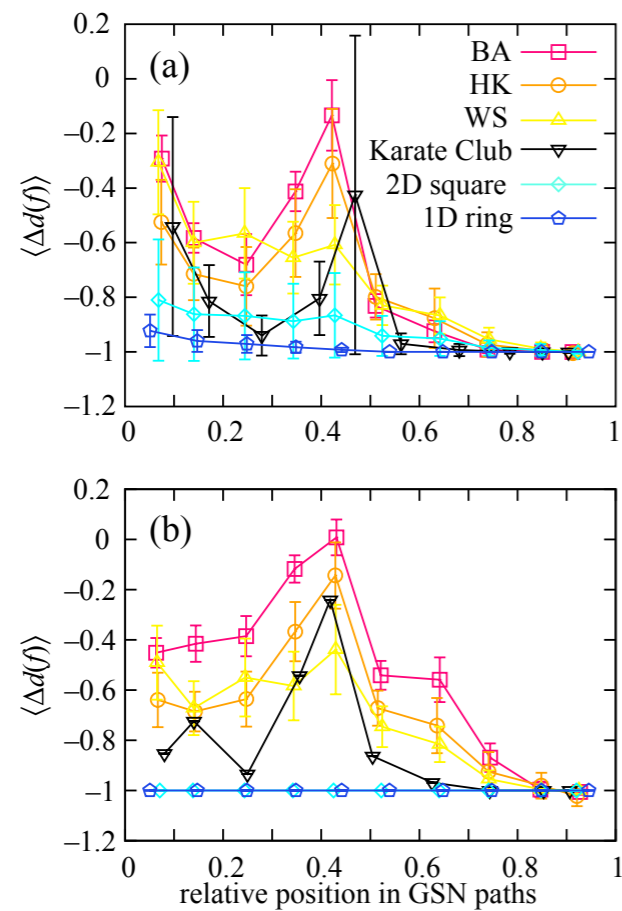 0.2
0
−0.2
−0.4
−0.6
−0.8
−1
−1.2
⟨Δd(f)⟩
(a)
BA
HK
WS
Karate Club
2D square
1D ring
0 0.2 0.4 0.6 0.8 1
0.2
0
−0.2
−0.4
−0.6
−0.8
−1
−1.2
⟨Δd(f)⟩
(b)
0 0.2 0.4 0.6 0.8 1
relative position in GSN paths